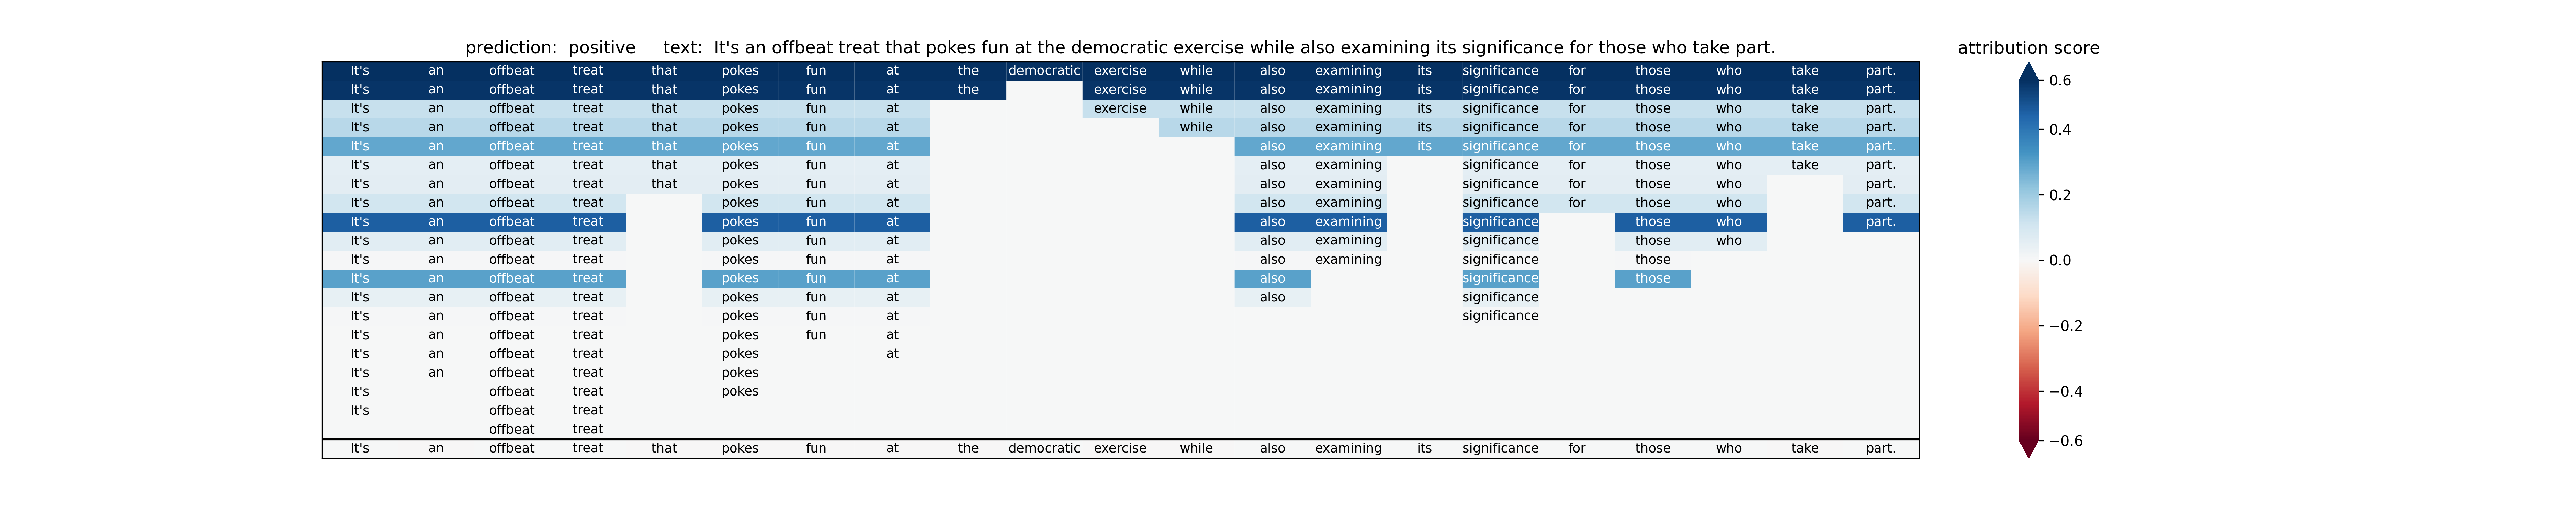 prediction: positive text: It's an offbeat treat that pokes fun at the democratic exercise while also examining its significance for those who take part.
attribution score
It's an offbeat treat that pokes fun at the democratic exercise while also examining its significance for those who take part.
It's an offbeat treat that pokes fun at the exercise while also examining its significance for those who take part.
It's an offbeat treat that pokes fun at exercise while also examining its significance for those who take part.
It's an offbeat treat that pokes fun at while also examining its significance for those who take part.
It's an offbeat treat that pokes fun at also examining its significance for those who take part.
It's an offbeat treat that pokes fun at also examining significance for those who take part.
It's an offbeat treat that pokes fun at also examining significance for those who part.
It's an offbeat treat pokes fun at also examining significance for those who part.
It's an offbeat treat pokes fun at also examining significance those who part.
It's an offbeat treat pokes fun at also examining significance those who
It's an offbeat treat pokes fun at also examining significance those
It's an offbeat treat pokes fun at also significance those
It's an offbeat treat pokes fun at also significance
It's an offbeat treat pokes fun at significance
It's an offbeat treat pokes fun at
It's an offbeat treat pokes at
It's an offbeat treat pokes
It's offbeat treat pokes
It's offbeat treat
offbeat treat
It's an offbeat treat that pokes fun at the democratic exercise while also examining its significance for those who take part.
0.6
0.4
0.2
0.0
−0.2
−0.4
−0.6